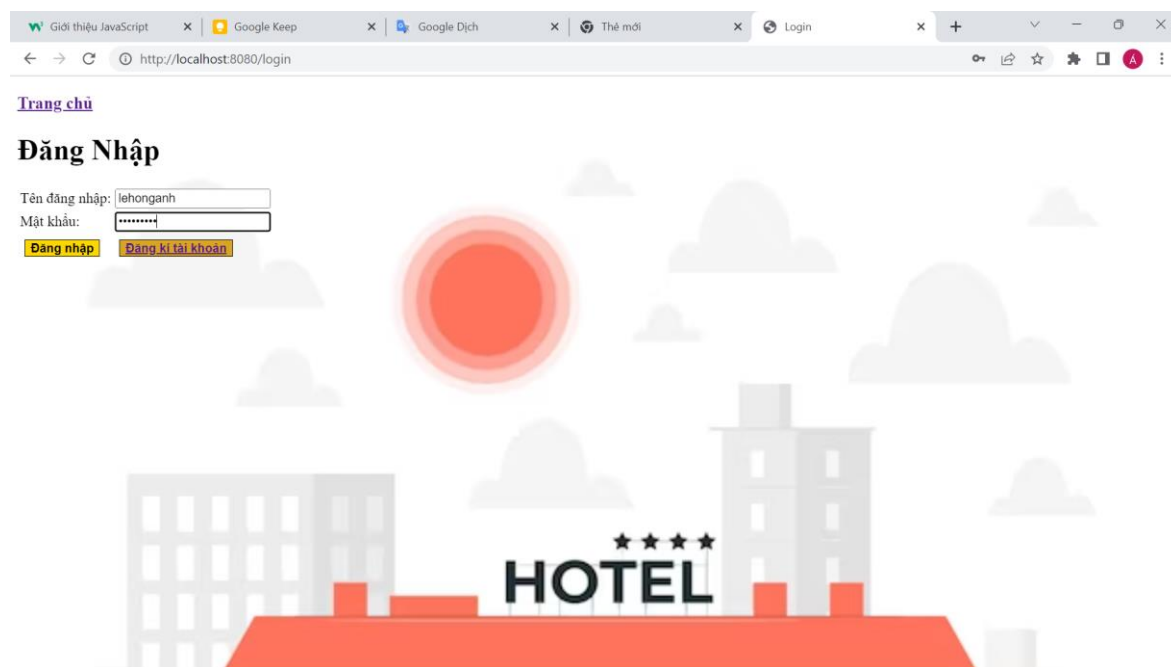 Giới thiệu JavaScript Google Keep Google Dịch Thẻ mới Login
http://localhost:8080/login
Á
Trang chủ
Đăng Nhập
Tên đăng nhập: lehonganh
Mật khẩu: •••••••••
Đăng nhập Đăng kí tài khoản
HOTEL